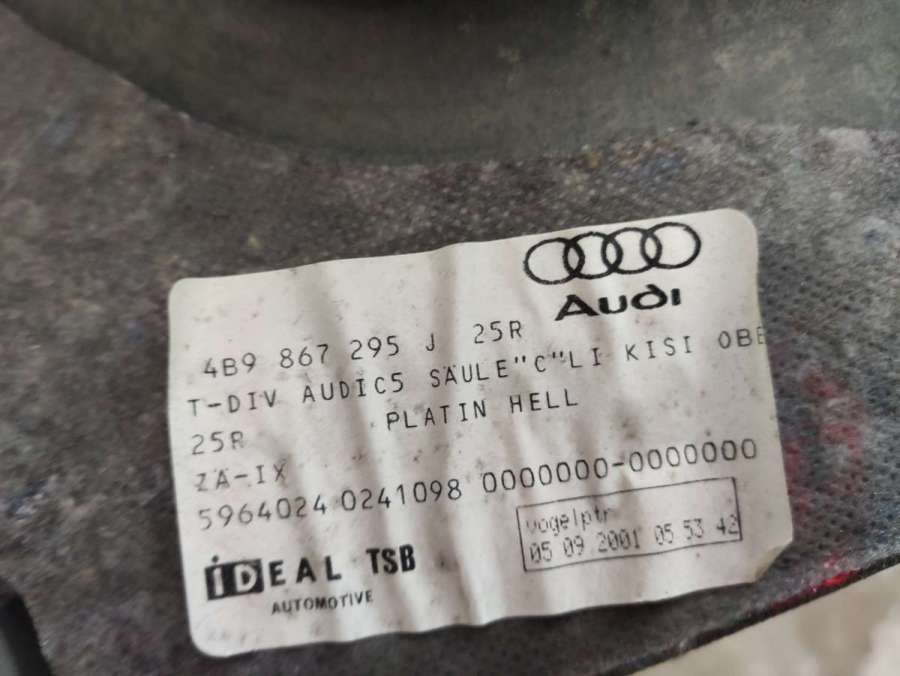 Audi
4B9 867 295 J 25R
T-DIV AUDIC5 SAULE"C"LI KISI OBE
25R PLATIN HELL
ZA-IX
5964024 0241098 0000000-0000000
vogelptr
05 09 2001 05 53 42
iDEAL TSB
AUTOMOTIVE